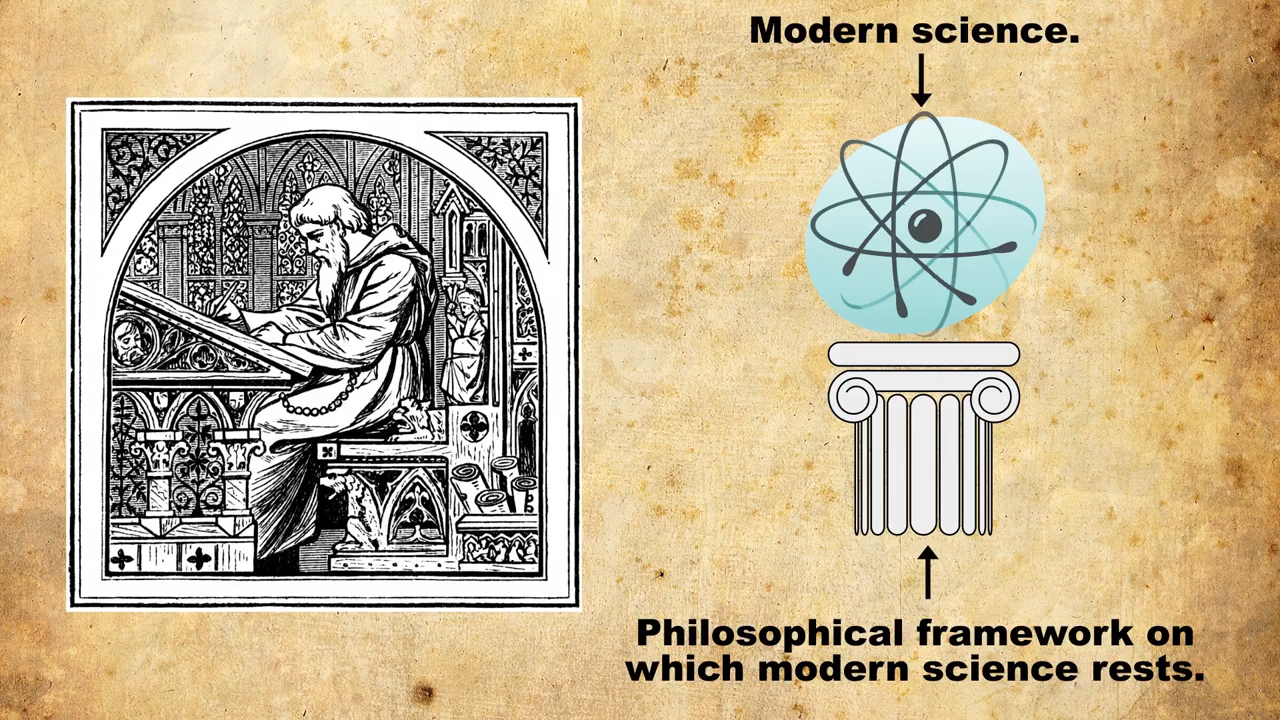 Modern science.
Philosophical framework on
which modern science rests.